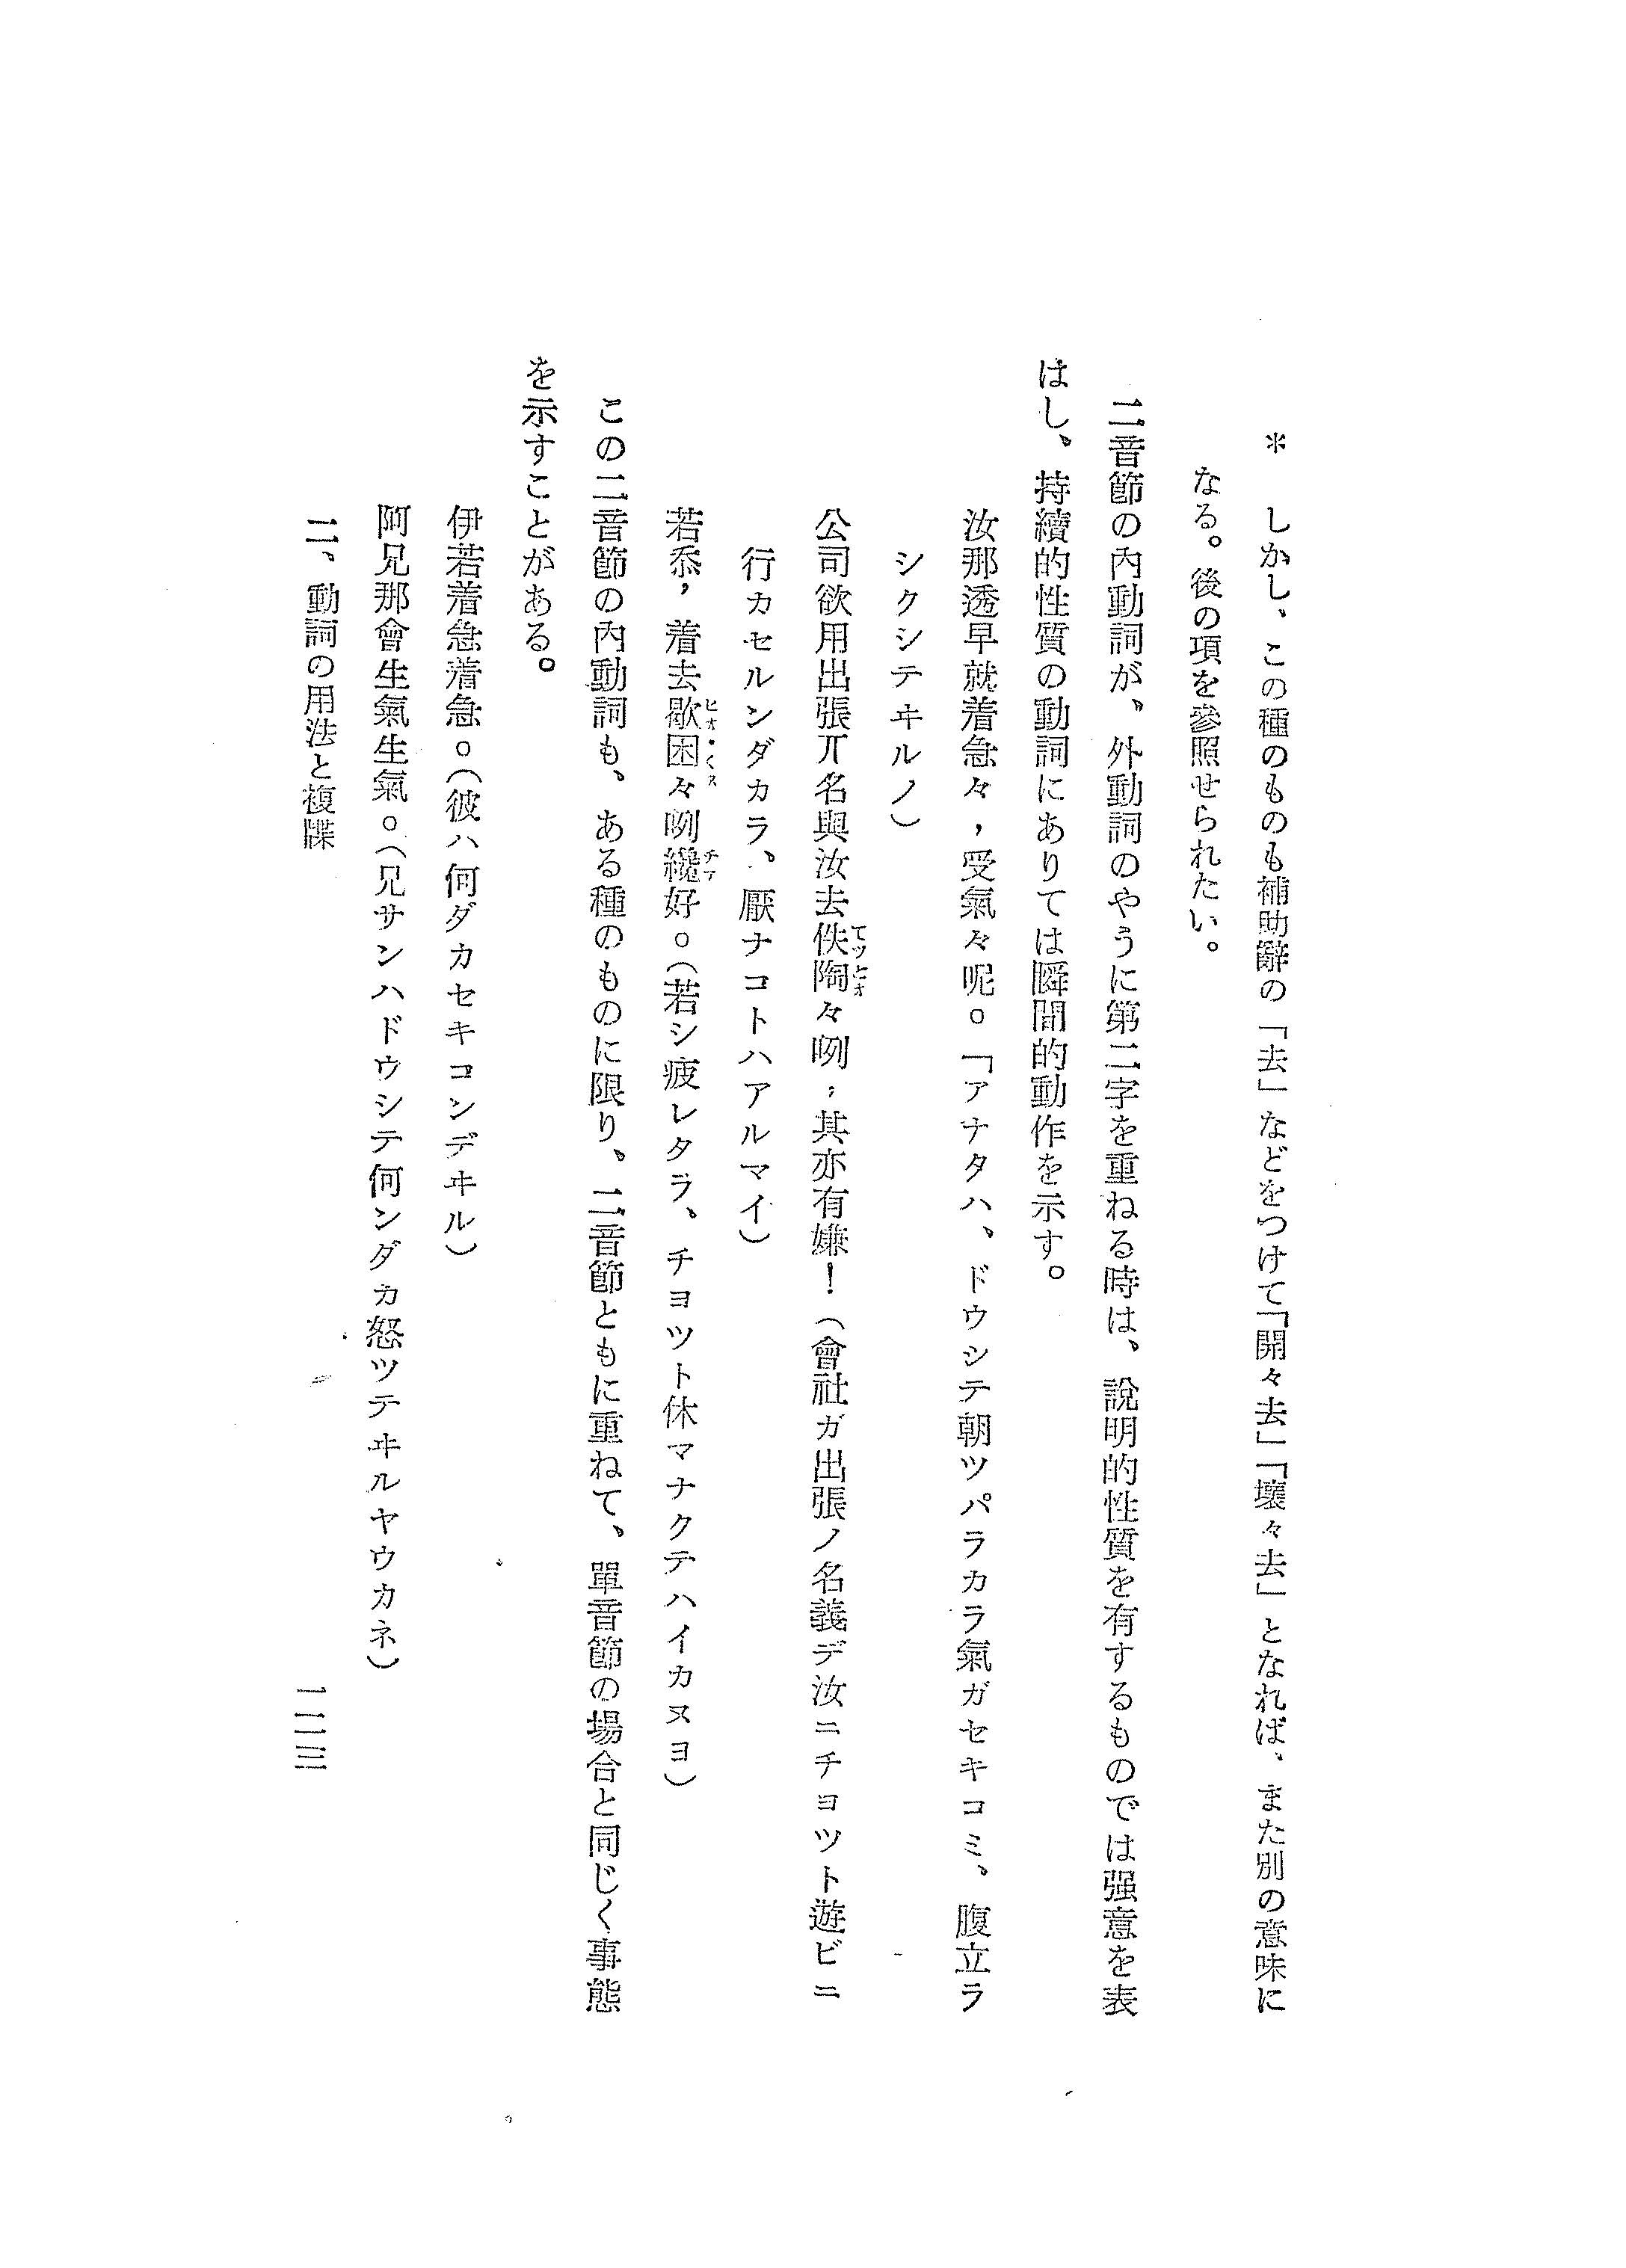 ＊　しかし、この種のものも補助辭の「去」などをつけて「開々去」「壞々去」となれば、また別の意味に
なる。後の項を參照せられたい。
二音節の內動詞が、外動詞のやうに第二字を重ねる時は、說明的性質を有するものでは强意を表
はし、持續的性質の動詞にありては瞬間的動作を示す。
汝那透早就着急々，受氣々呢。「アナタハ、ドウシテ朝ツパラカラ氣ガセキコミ、腹立ラ
シクシテヰルノ）
公司欲用出張丌名與汝去佚陶々咧，其亦有嫌！（會社ガ出張ノ名義デ汝ニチヨツト遊ビニ
行カセルンダカラ、厭ナコトハアルマイ）
若忝，着去歇困々咧纔好。（若シ疲レタラ、チヨツト休マナクテハイカヌヨ）
この二音節の內動詞も、ある種のものに限り、二音節ともに重ねて、單音節の場合と同じく事態
を示すことがある。
伊若着急着急。（彼ハ何ダカセキコンデヰル）
阿兄那會生氣生氣。（兄サンハドウシテ何ンダカ怒ツテヰルヤウカネ）
二、動詞の用法と複牒
一二三